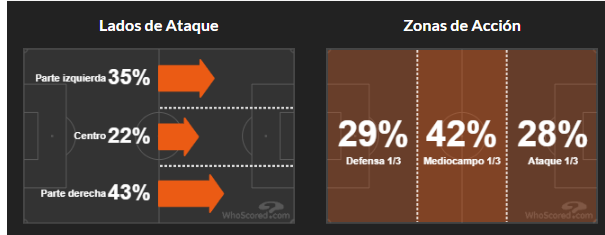 Lados de Ataque
Zonas de Acción
Parte izquierda 35%
Centro 22%
Parte derecha 43%
WhoScored.com
29% 42% 28%
Defensa 1/3 Mediocampo 1/3 Ataque 1/3
WhoScored.com